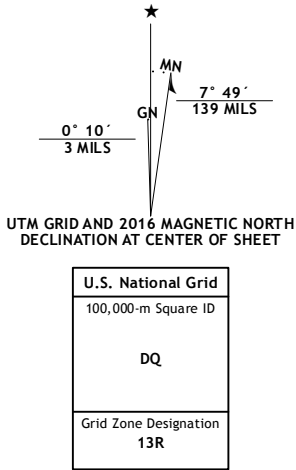 ★
MN
GN
7° 49´
139 MILS
0° 10´
3 MILS
UTM GRID AND 2016 MAGNETIC NORTH
DECLINATION AT CENTER OF SHEET
U.S. National Grid
100,000-m Square ID
DQ
Grid Zone Designation
13R